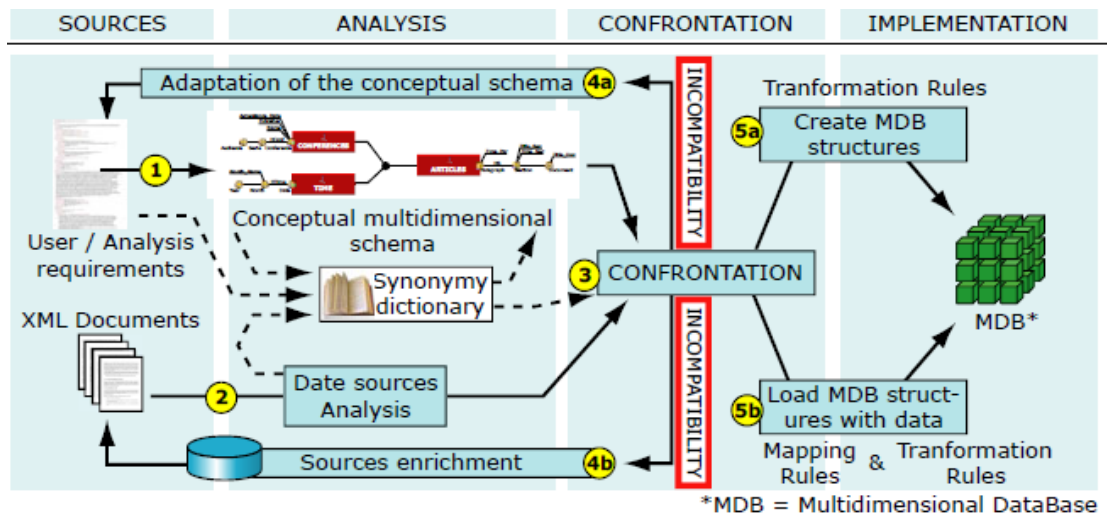 SOURCES
ANALYSIS
CONFRONTATION
IMPLEMENTATION
Adaptation of the conceptual schema
4a
INCOMPATIBILITY
Tranformation Rules
5a
Create MDB
structures
1
CONFERENCES
ARTICLES
TIME
Conceptual multidimensional
schema
User / Analysis
requirements
Synonymy
dictionary
3
CONFRONTATION
MDB*
XML Documents
2
Date sources
Analysis
INCOMPATIBILITY
5b
Load MDB struct-
ures with data
Sources enrichment
4b
Mapping
Rules
&
Tranformation
Rules
*MDB = Multidimensional DataBase